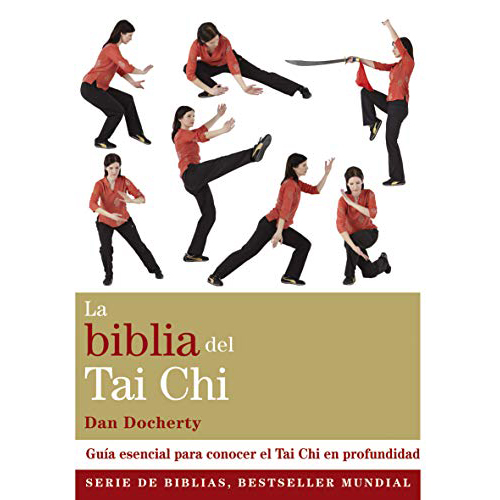 La
biblia del
Tai Chi
Dan Docherty
Guía esencial para conocer el Tai Chi en profundidad
SERIE DE BIBLIAS, BESTSELLER MUNDIAL